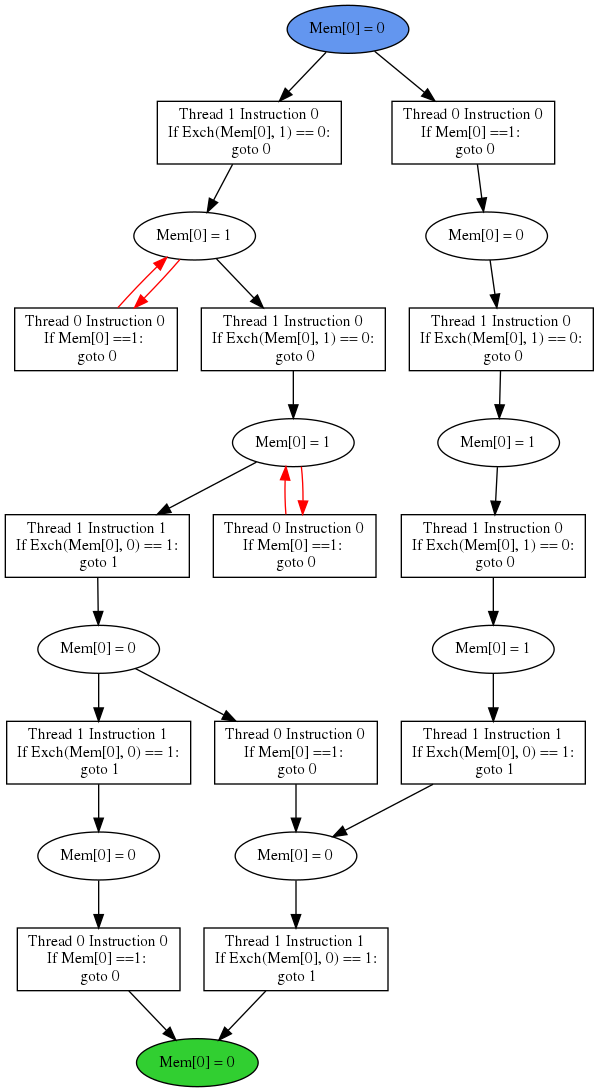 Mem[0] = 0
Thread 1 Instruction 0
If Exch(Mem[0], 1) == 0:
goto 0
Thread 0 Instruction 0
If Mem[0] ==1:
goto 0
Mem[0] = 1
Mem[0] = 0
Thread 0 Instruction 0
If Mem[0] ==1:
goto 0
Thread 1 Instruction 0
If Exch(Mem[0], 1) == 0:
goto 0
Thread 1 Instruction 0
If Exch(Mem[0], 1) == 0:
goto 0
Mem[0] = 1
Mem[0] = 1
Thread 1 Instruction 1
If Exch(Mem[0], 0) == 1:
goto 1
Thread 0 Instruction 0
If Mem[0] ==1:
goto 0
Thread 1 Instruction 0
If Exch(Mem[0], 1) == 0:
goto 0
Mem[0] = 0
Mem[0] = 1
Thread 1 Instruction 1
If Exch(Mem[0], 0) == 1:
goto 1
Thread 0 Instruction 0
If Mem[0] ==1:
goto 0
Thread 1 Instruction 1
If Exch(Mem[0], 0) == 1:
goto 1
Mem[0] = 0
Mem[0] = 0
Thread 0 Instruction 0
If Mem[0] ==1:
goto 0
Thread 1 Instruction 1
If Exch(Mem[0], 0) == 1:
goto 1
Mem[0] = 0